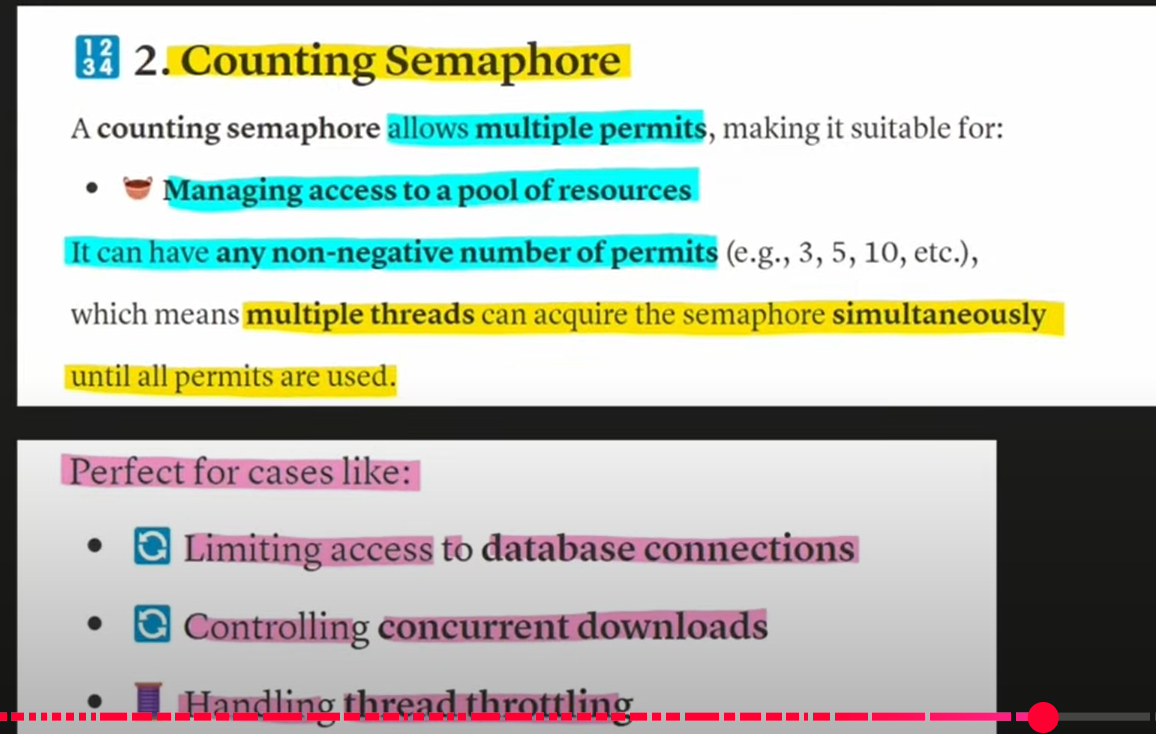 🔢 2. Counting Semaphore
A counting semaphore allows multiple permits, making it suitable for:
• Managing access to a pool of resources
It can have any non-negative number of permits (e.g., 3, 5, 10, etc.),
which means multiple threads can acquire the semaphore simultaneously
until all permits are used.
Perfect for cases like:
• 🔄 Limiting access to database connections
• 🔄 Controlling concurrent downloads
• 🧵 Handling thread throttling